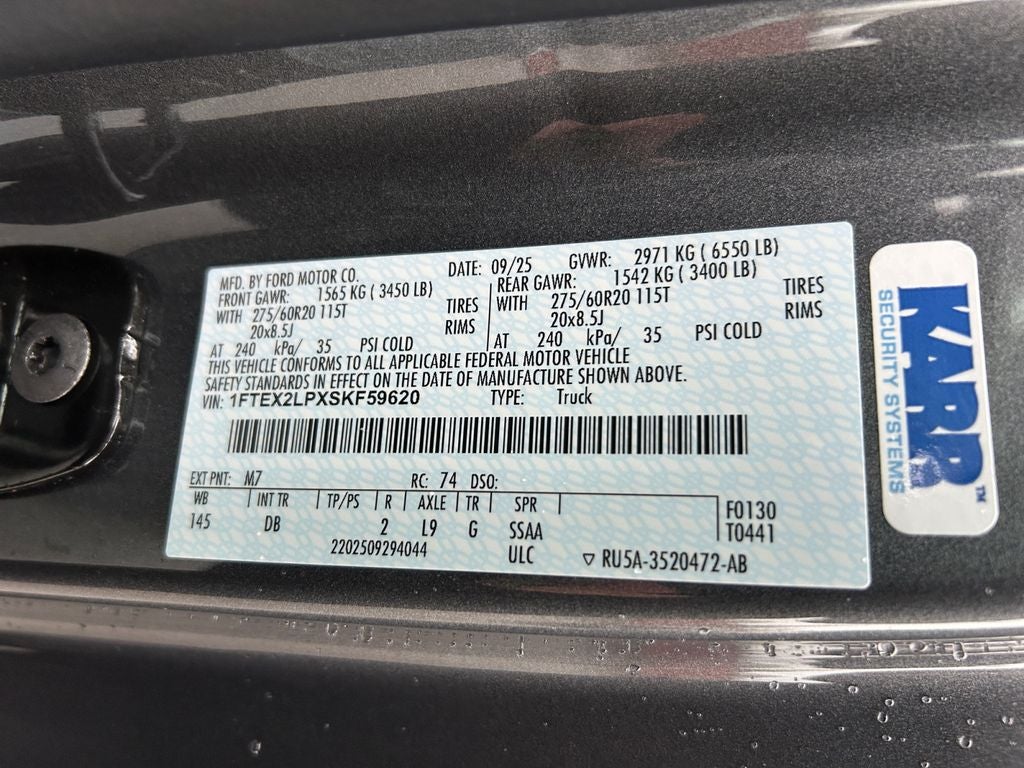 MFD. BY FORD MOTOR CO. DATE: 09/25 GVWR: 2971 KG ( 6550 LB)
FRONT GAWR: 1565 KG ( 3450 LB) REAR GAWR: 1542 KG ( 3400 LB)
WITH 275/60R20 115T TIRES WITH 275/60R20 115T TIRES
20x8.5J RIMS 20x8.5J RIMS
AT 240 kPa/ 35 PSI COLD AT 240 kPa/ 35 PSI COLD
THIS VEHICLE CONFORMS TO ALL APPLICABLE FEDERAL MOTOR VEHICLE
SAFETY STANDARDS IN EFFECT ON THE DATE OF MANUFACTURE SHOWN ABOVE.
VIN: 1FTEX2LPXSKF59620 TYPE: Truck
EXT PNT: M7 RC: 74 DSO:
WB INT TR TP/PS R AXLE TR SPR F0130
145 DB 2 L9 G SSAA T0441
2202509294044 ULC ▽ RU5A-3520472-AB
KARR™
SECURITY SYSTEMS